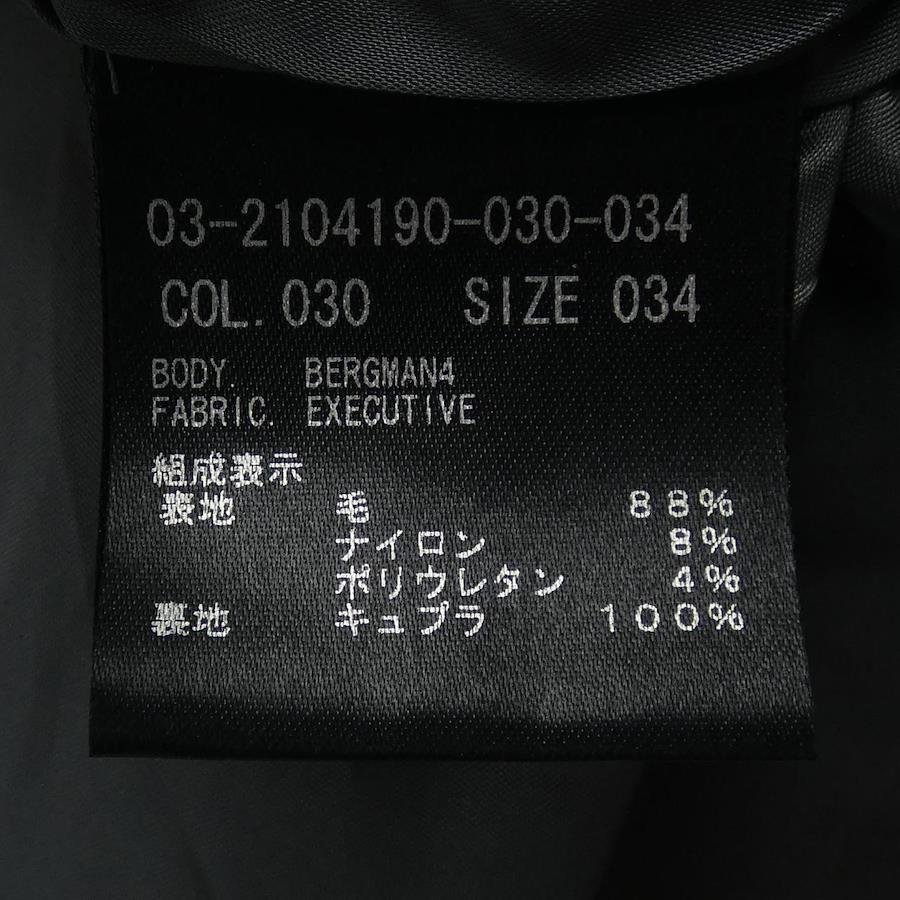 03-2104190-030-034
COL. 030 SIZE 034
BODY. BERGMAN4
FABRIC. EXECUTIVE
組成表示
表地 毛 88%
ナイロン 8%
ポリウレタン 4%
裏地 キュプラ 100%